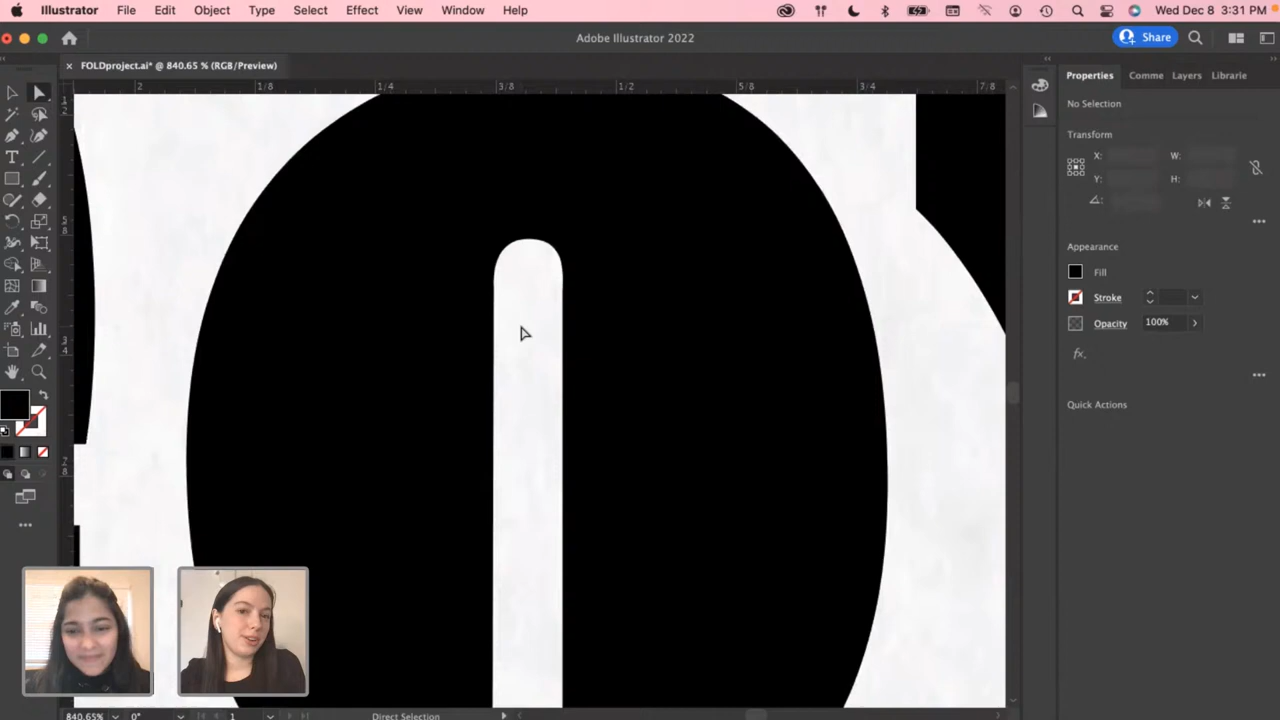 Illustrator File Edit Object Type Select Effect View Window Help Wed Dec 8 3:31 PM
Adobe Illustrator 2022 Share
× FOLDproject.ai* @ 840.65 % (RGB/Preview)
2 1/8 1/4 3/8 1/2 5/8 3/4 7/8
Properties Comme Layers Librarie
No Selection
Transform
X: W:
Y: H:
Appearance
Fill
Stroke
Opacity 100%
fx.
Quick Actions
840.65% 0° 1 Direct Selection